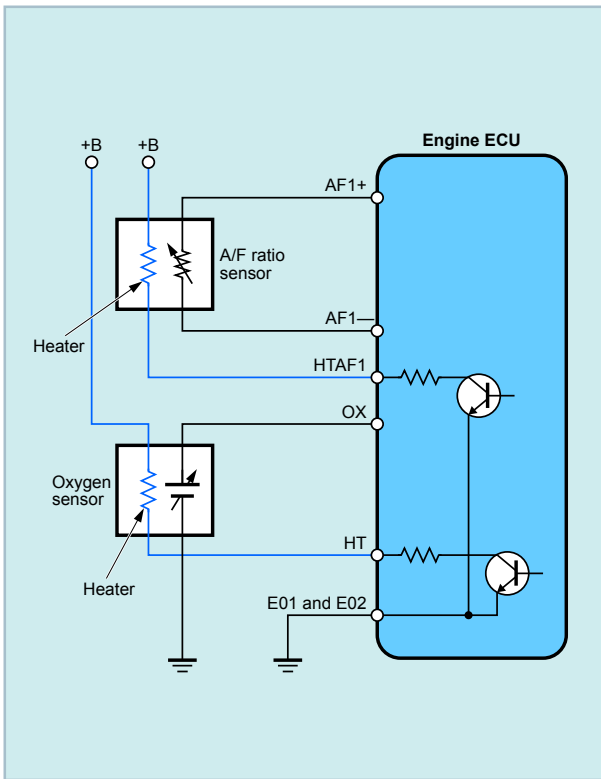 +B
+B
Engine ECU
AF1+
A/F ratio
sensor
AF1—
Heater
HTAF1
OX
Oxygen
sensor
HT
Heater
E01 and E02